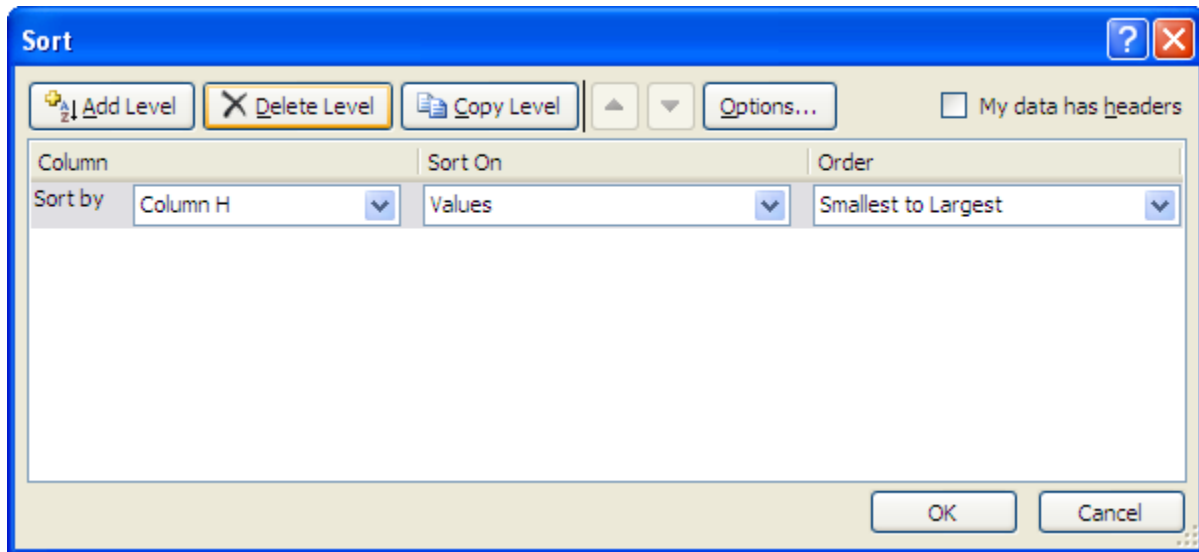 Sort
Add Level Delete Level Copy Level Options... My data has headers
Column Sort On Order
Sort by Column H Values Smallest to Largest
OK Cancel